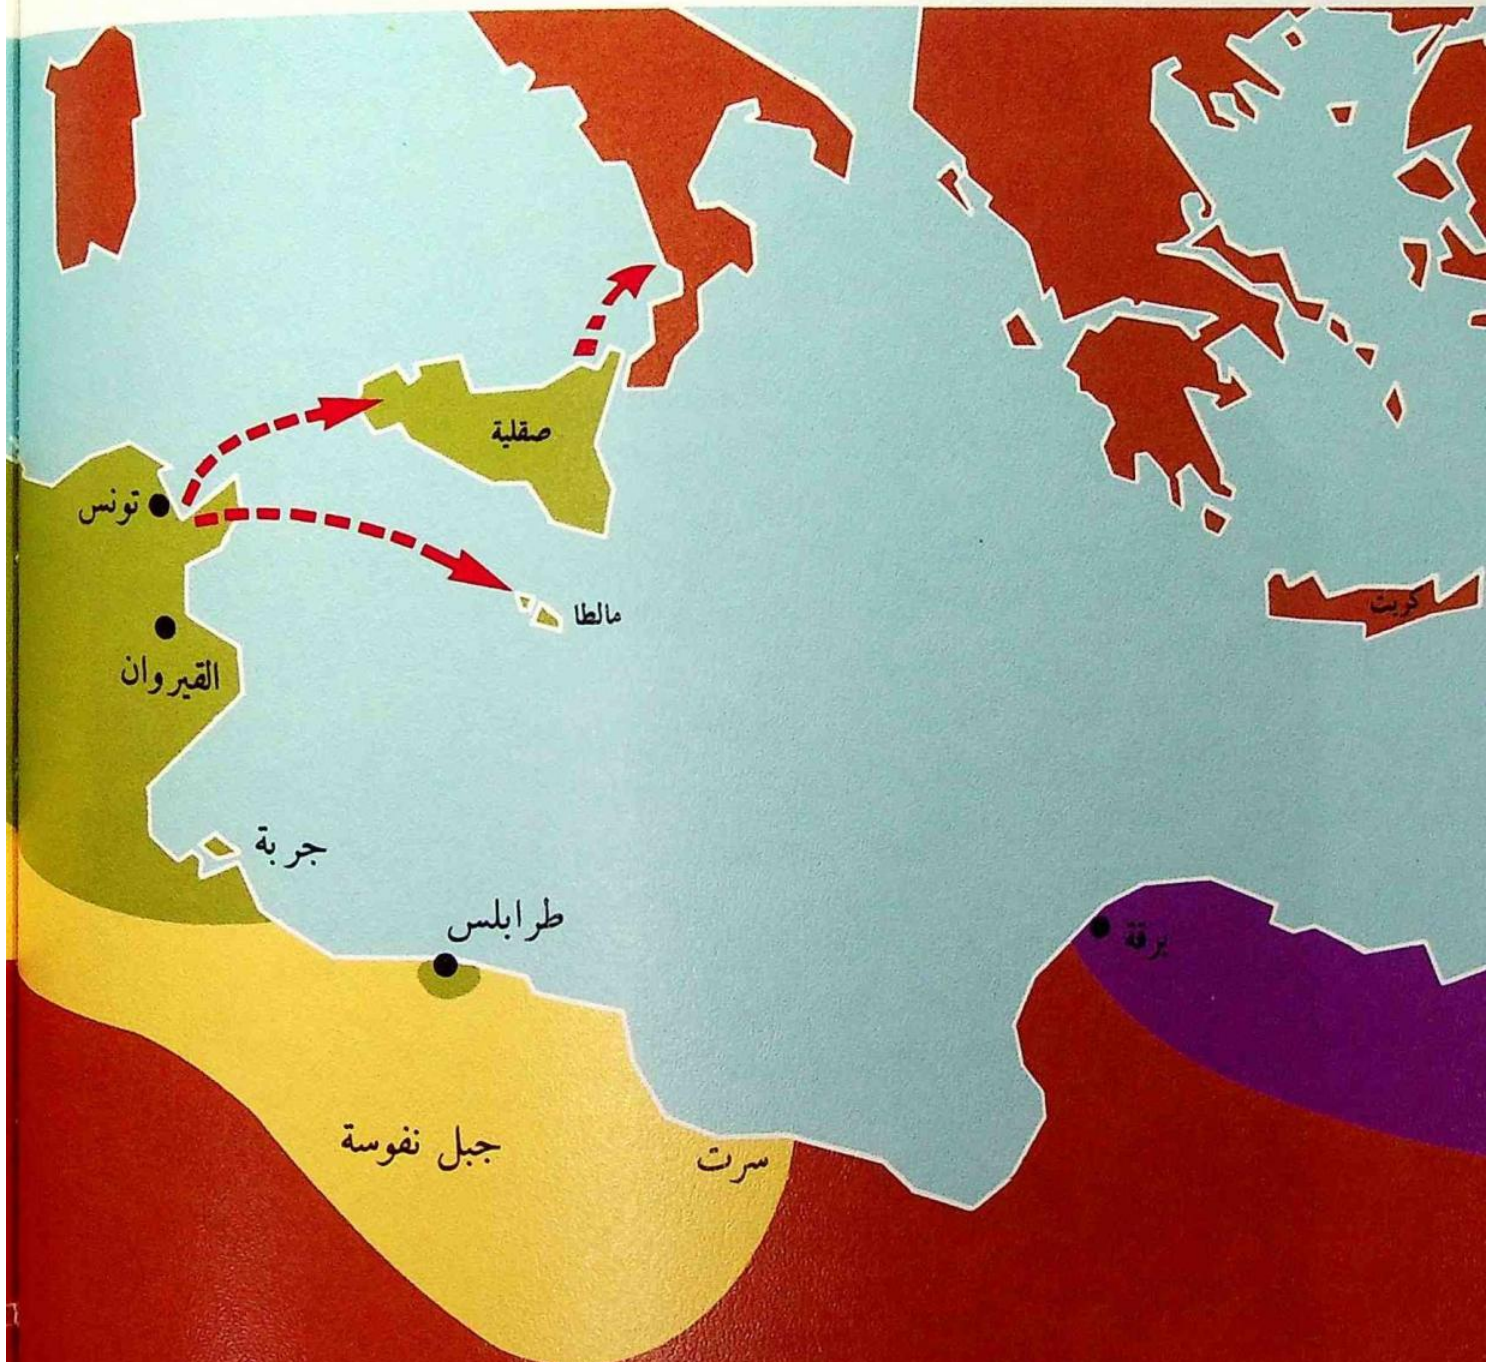 صقلية
تونس
مالطا
كريت
القيروان
جربة
طرابلس
برقة
جبل نفوسة
سرت